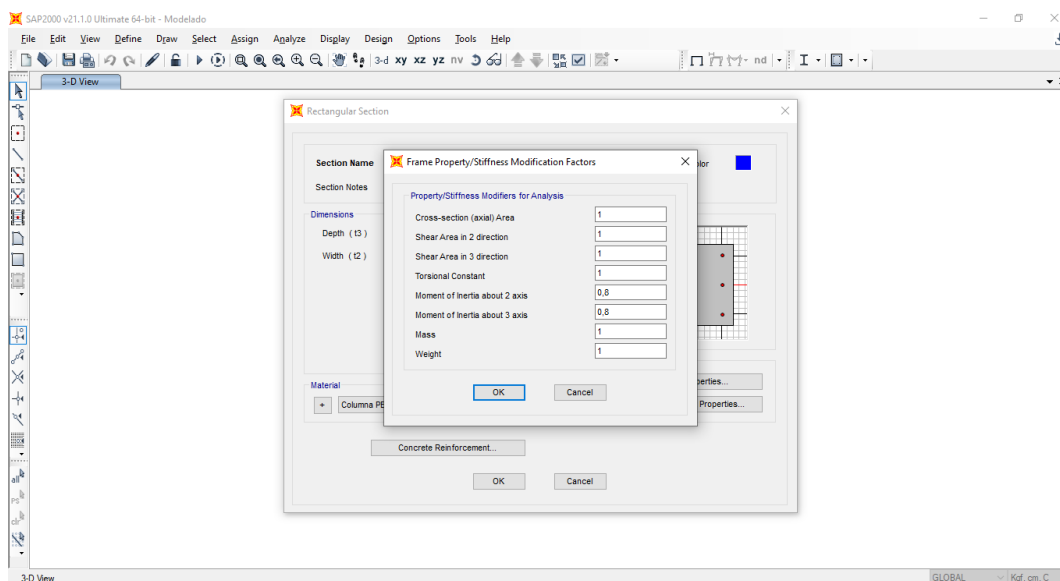 SAP2000 v21.1.0 Ultimate 64-bit - Modelado
File Edit View Define Draw Select Assign Analyze Display Design Options Tools Help
3-d xy xz yz nv nd
3-D View
Rectangular Section
Section Name
Section Notes
Dimensions
Depth ( t3 )
Width ( t2 )
Material
+ Columna
Concrete Reinforcement...
OK Cancel
Properties...
Frame Property/Stiffness Modification Factors
Property/Stiffness Modifiers for Analysis
Cross-section (axial) Area 1
Shear Area in 2 direction 1
Shear Area in 3 direction 1
Torsional Constant 1
Moment of Inertia about 2 axis 0,8
Moment of Inertia about 3 axis 0,8
Mass 1
Weight 1
OK Cancel
all
ps
clr
3-D View
GLOBAL Kgf, cm, C